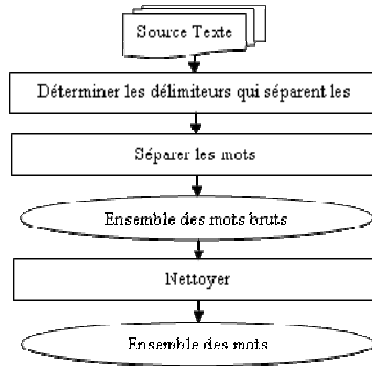 Source Texte
Déterminer les délimiteurs qui séparent les
Séparer les mots
Ensemble des mots bruts
Nettoyer
Ensemble des mots